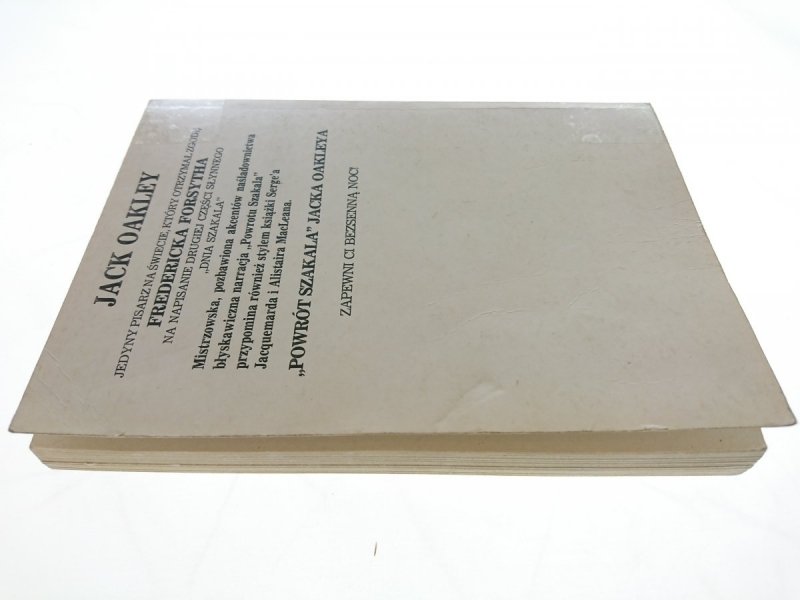 JACK OAKLEY
JEDYNY PISARZ NA ŚWIECIE, KTÓRY OTRZYMAŁ ZGODĘ
FREDERICKA FORSYTHA
NA NAPISANIE DRUGIEJ CZĘŚCI SŁYNNEGO
„DNIA SZAKALA"
Mistrzowska, pozbawiona akcentów naśladownictwa
błyskawiczna narracja „Powrotu Szakala"
przypomina również stylem książki Serge'a
Jacquemarda i Alistaira MacLeana.
„POWRÓT SZAKALA" JACKA OAKLEYA
ZAPEWNI CI BEZSENNĄ NOC!